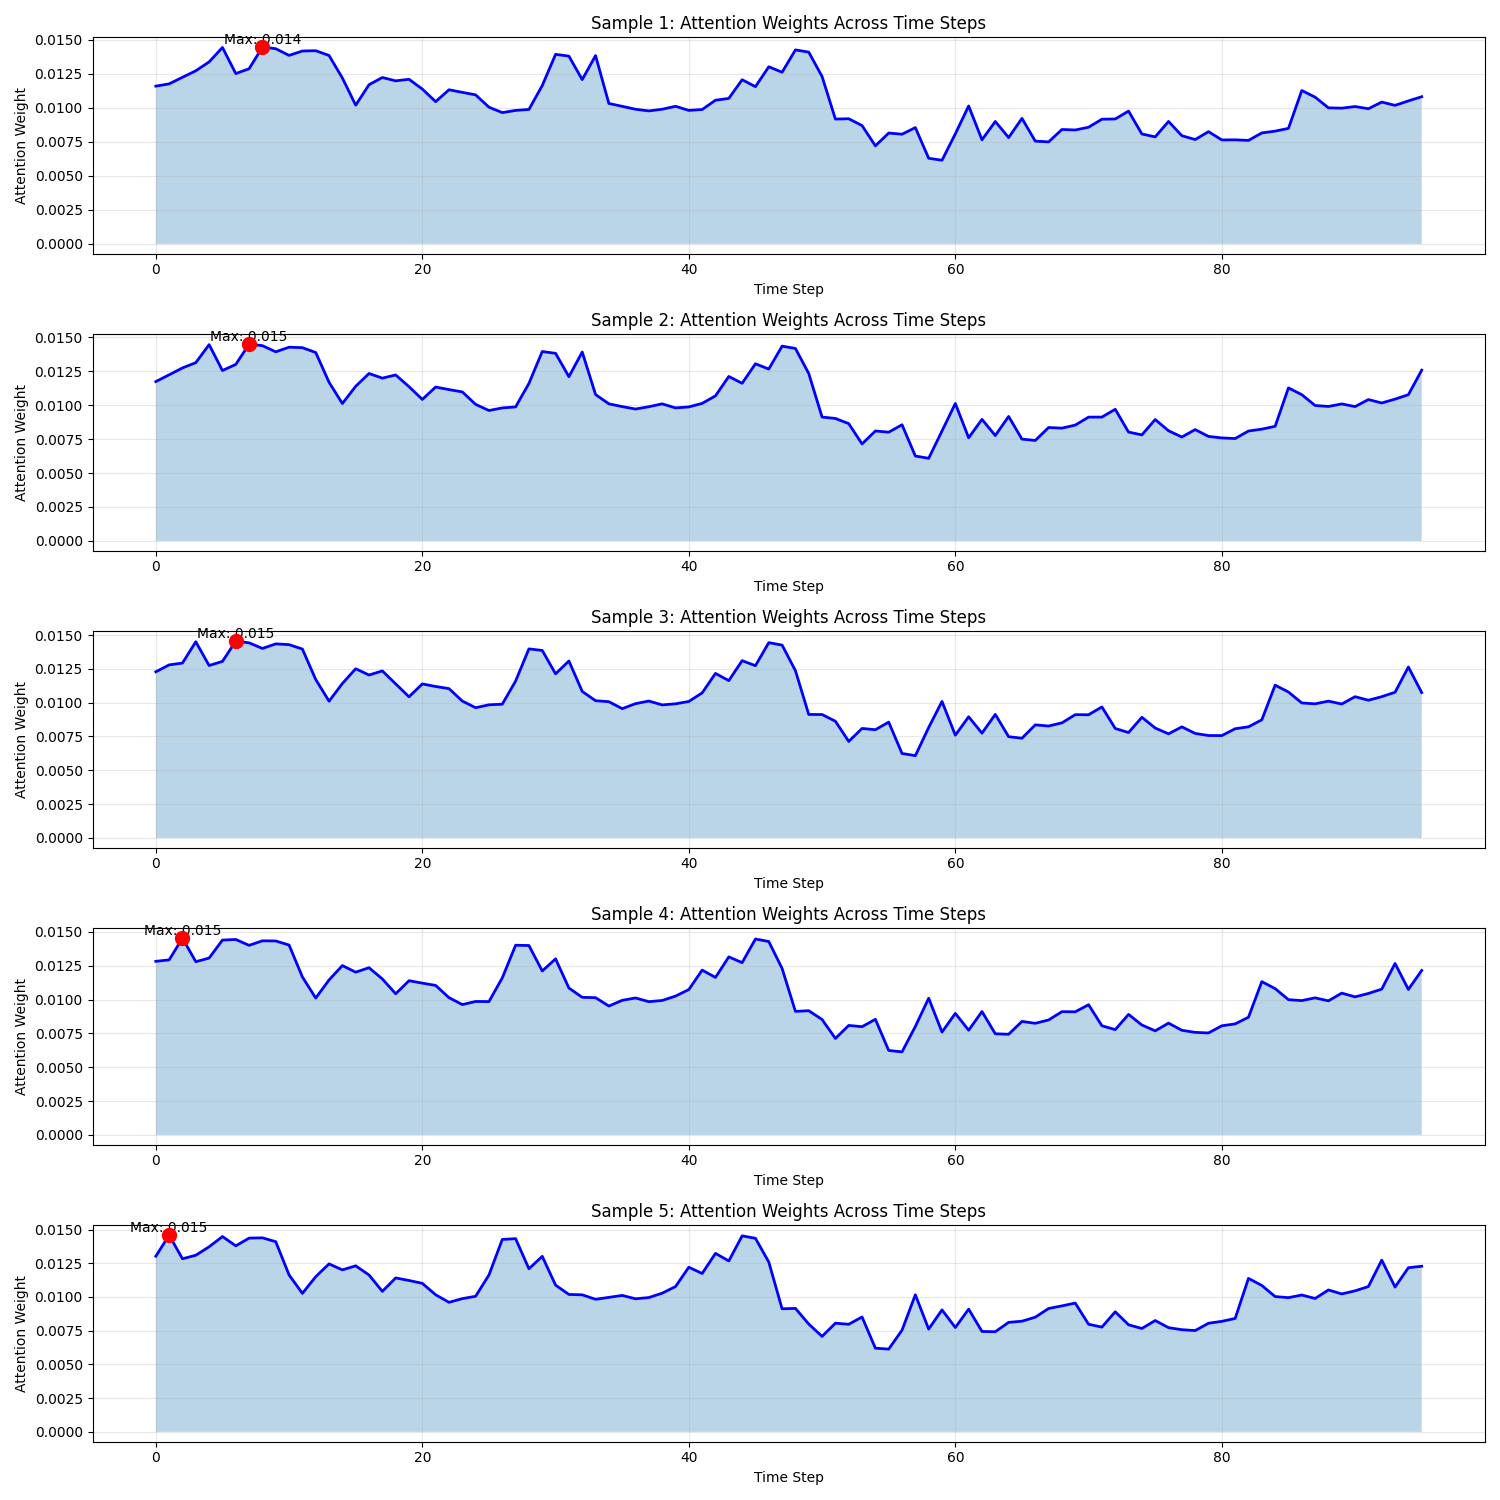 Sample 1: Attention Weights Across Time Steps
Max: 0.014
0.0150
0.0125
0.0100
0.0075
0.0050
0.0025
0.0000
Attention Weight
0 20 40 60 80
Time Step
Sample 2: Attention Weights Across Time Steps
Max: 0.015
0.0150
0.0125
0.0100
0.0075
0.0050
0.0025
0.0000
Attention Weight
0 20 40 60 80
Time Step
Sample 3: Attention Weights Across Time Steps
Max: 0.015
0.0150
0.0125
0.0100
0.0075
0.0050
0.0025
0.0000
Attention Weight
0 20 40 60 80
Time Step
Sample 4: Attention Weights Across Time Steps
Max: 0.015
0.0150
0.0125
0.0100
0.0075
0.0050
0.0025
0.0000
Attention Weight
0 20 40 60 80
Time Step
Sample 5: Attention Weights Across Time Steps
Max: 0.015
0.0150
0.0125
0.0100
0.0075
0.0050
0.0025
0.0000
Attention Weight
0 20 40 60 80
Time Step